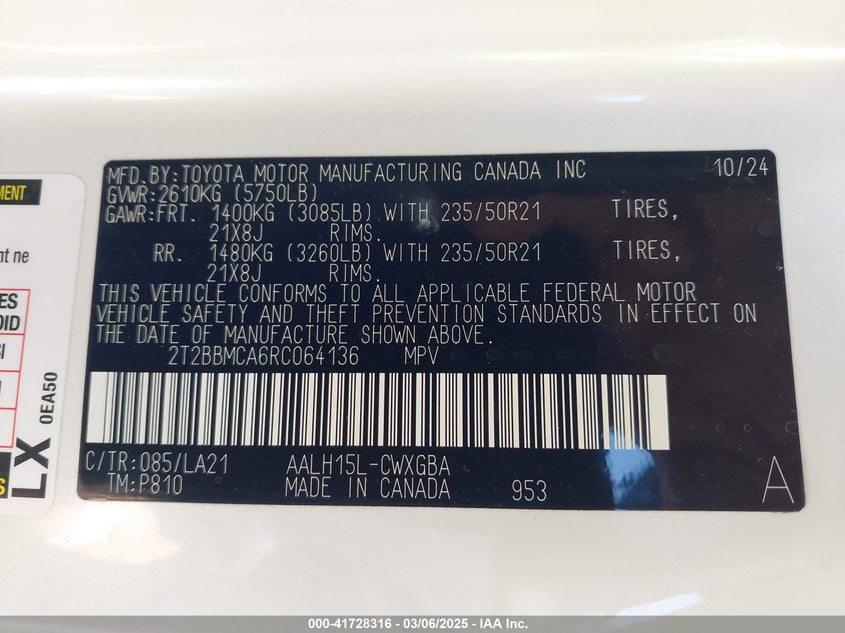 MFD.BY:TOYOTA MOTOR MANUFACTURING CANADA INC 10/24
GVWR:2610KG (5750LB)
GAWR:FRT. 1400KG (3085LB) WITH 235/50R21 TIRES,
21X8J RIMS.
RR. 1480KG (3260LB) WITH 235/50R21 TIRES,
21X8J RIMS.
THIS VEHICLE CONFORMS TO ALL APPLICABLE FEDERAL MOTOR
VEHICLE SAFETY AND THEFT PREVENTION STANDARDS IN EFFECT ON
THE DATE OF MANUFACTURE SHOWN ABOVE.
2T2BBMCA6RC064136 MPV
C/TR:085/LA21 AALH15L-CWXGBA
TM:P810 MADE IN CANADA 953 A
LX 0EA50
000-41728316 - 03/06/2025 - IAA Inc.